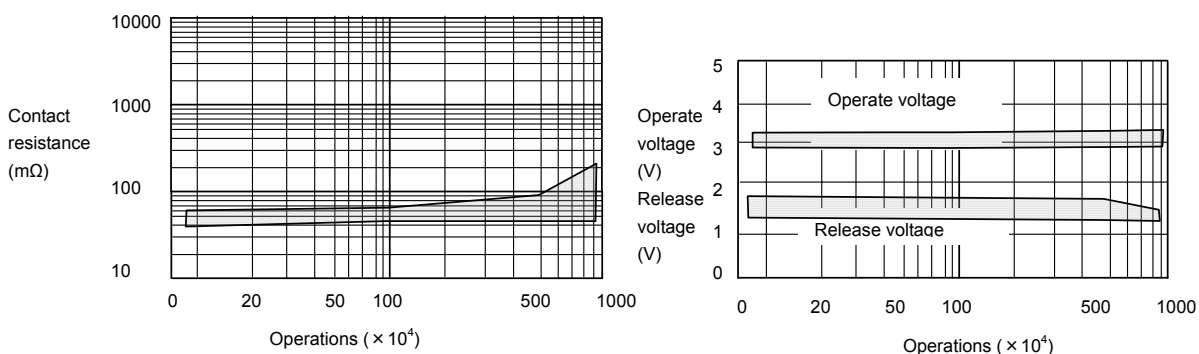 10000
1000
100
10
Contact
resistance
(mΩ)
0 20 50 100 500 1000
Operations (×10⁴)
5
4
3
2
1
0
Operate
voltage
(V)
Release
voltage
(V)
Operate voltage
Release voltage
0 20 50 100 500 1000
Operations (×10⁴)